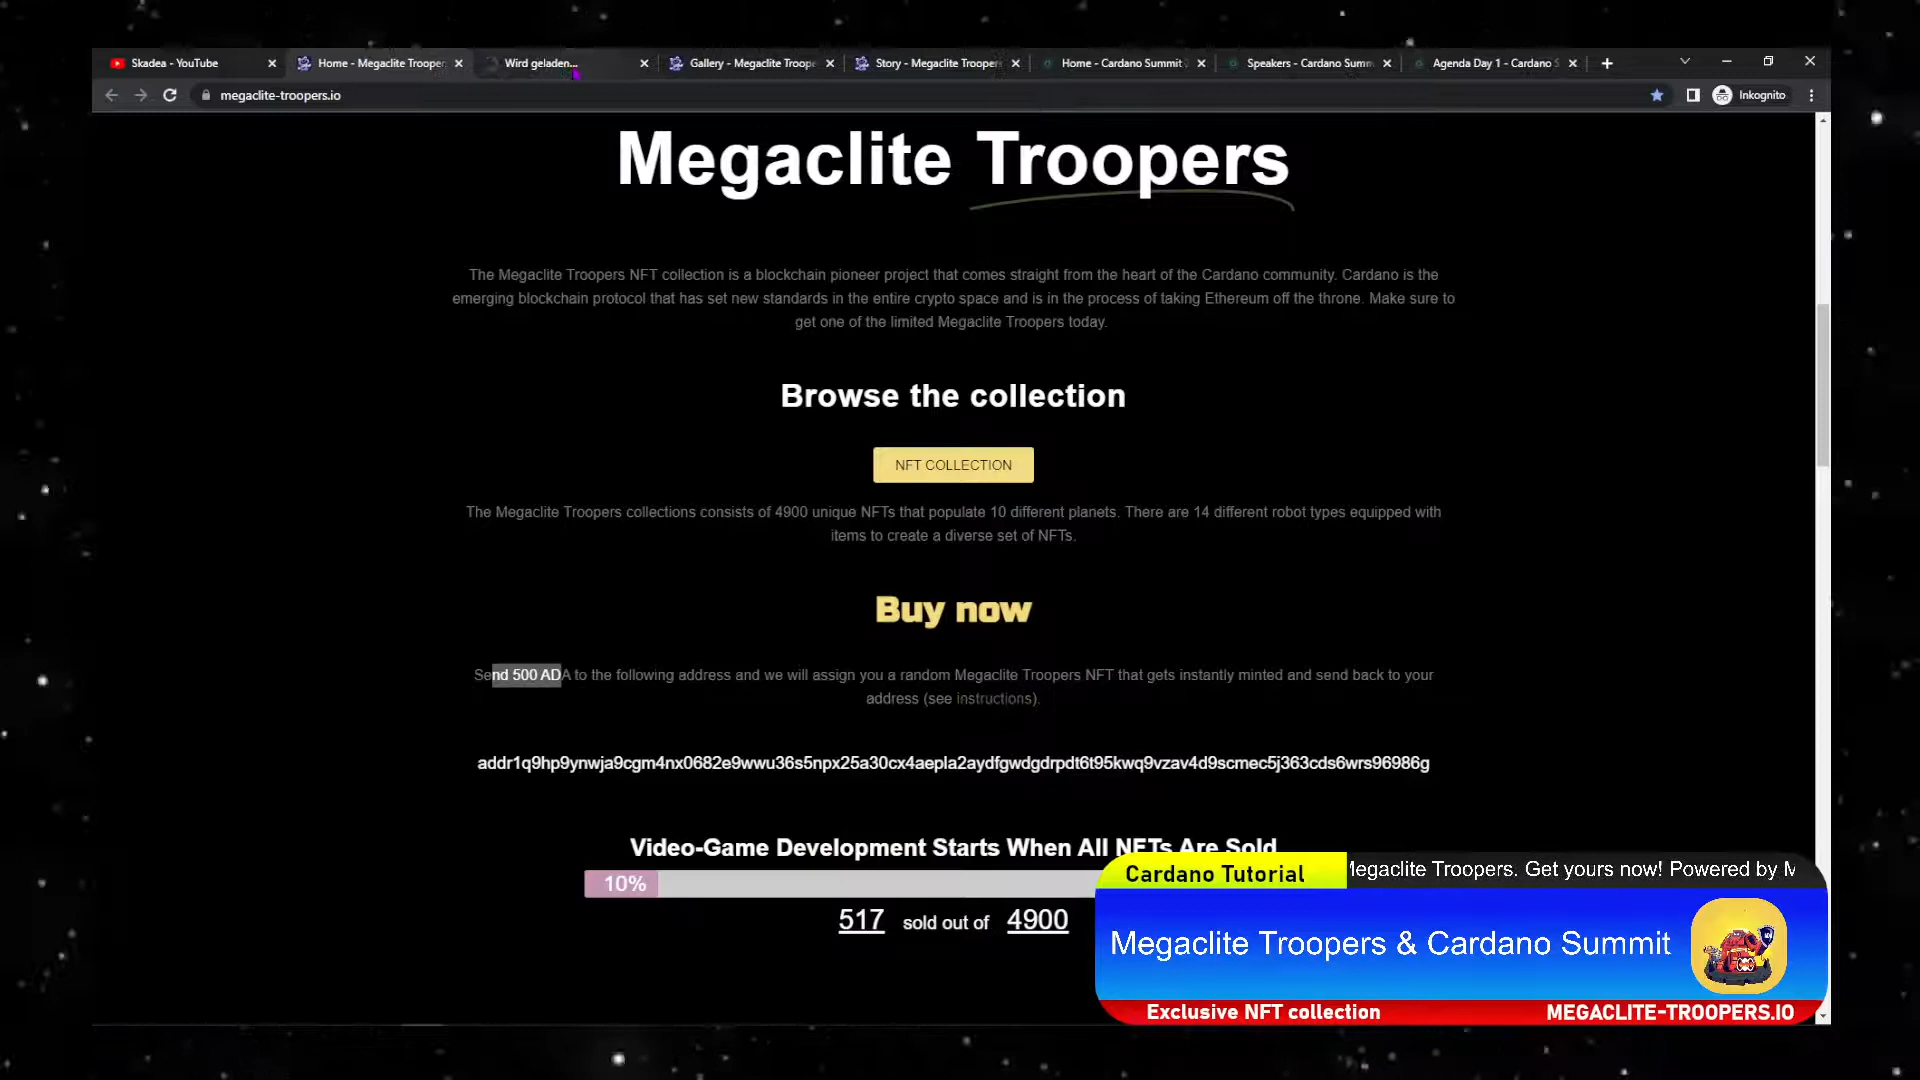 Skadea - YouTube
Home - Megaclite Trooper
Wird geladen...
Gallery - Megaclite Troope
Story - Megaclite Trooper
Home - Cardano Summit
Speakers - Cardano Summ
Agenda Day 1 - Cardano S
megaclite-troopers.io
Inkognito
Megaclite Troopers
The Megaclite Troopers NFT collection is a blockchain pioneer project that comes straight from the heart of the Cardano community. Cardano is the
emerging blockchain protocol that has set new standards in the entire crypto space and is in the process of taking Ethereum off the throne. Make sure to
get one of the limited Megaclite Troopers today.
Browse the collection
NFT COLLECTION
The Megaclite Troopers collections consists of 4900 unique NFTs that populate 10 different planets. There are 14 different robot types equipped with
items to create a diverse set of NFTs.
Buy now
Send 500 ADA to the following address and we will assign you a random Megaclite Troopers NFT that gets instantly minted and send back to your
address (see instructions).
addr1q9hp9ynwja9cgm4nx0682e9wwu36s5npx25a30cx4aepla2aydfgwdgdrpdt6t95kwq9vzav4d9scmec5j363cds6wrs96986g
Video-Game Development Starts When All NFTs Are Sold
10%
517 sold out of 4900
Cardano Tutorial
Megaclite Troopers. Get yours now! Powered by M
Megaclite Troopers & Cardano Summit
Exclusive NFT collection
MEGACLITE-TROOPERS.IO